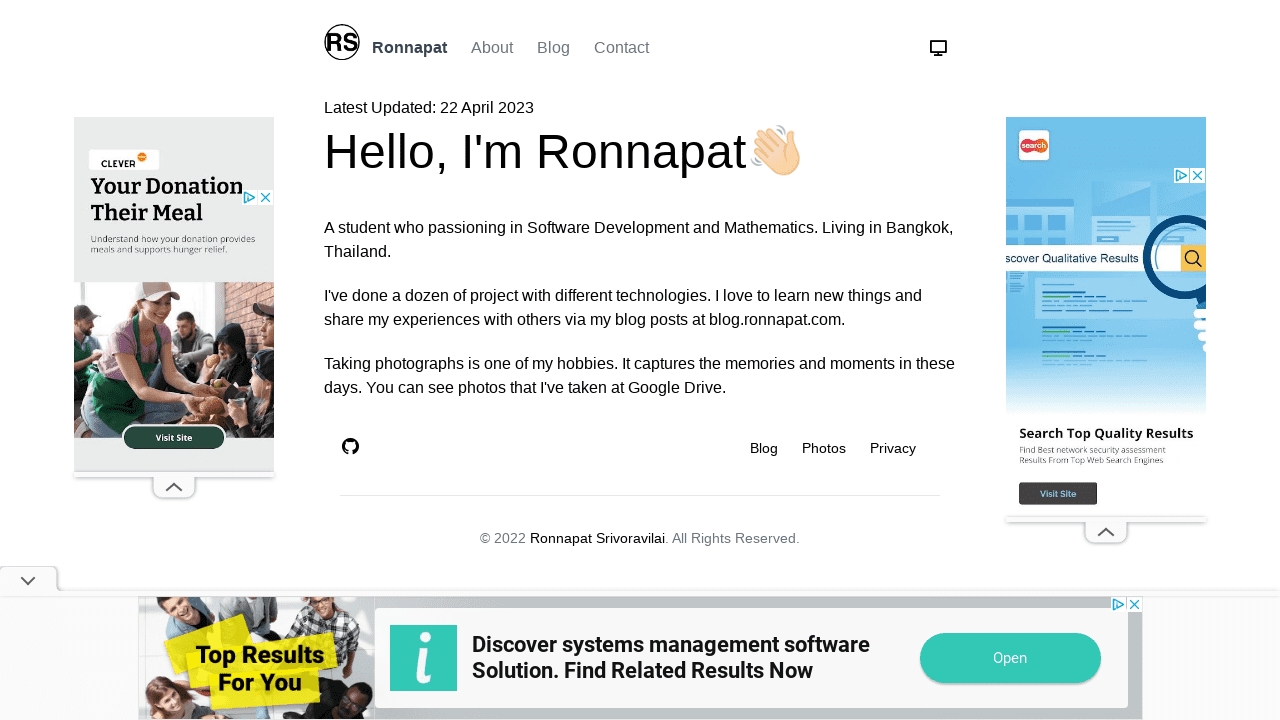 RS
Ronnapat
About
Blog
Contact
Latest Updated: 22 April 2023
Hello, I'm Ronnapat👋🏻
A student who passioning in Software Development and Mathematics. Living in Bangkok,
Thailand.
I've done a dozen of project with different technologies. I love to learn new things and
share my experiences with others via my blog posts at blog.ronnapat.com.
Taking photographs is one of my hobbies. It captures the memories and moments in these
days. You can see photos that I've taken at Google Drive.
Blog
Photos
Privacy
© 2022 Ronnapat Srivoravilai. All Rights Reserved.
CLEVER
Your Donation
Their Meal
Understand how your donation provides
meals and supports hunger relief.
Visit Site
search
scover Qualitative Results
Search Top Quality Results
Find Best network security assessment
Results From Top Web Search Engines
Visit Site
Top Results
For You
i
Discover systems management software
Solution. Find Related Results Now
Open